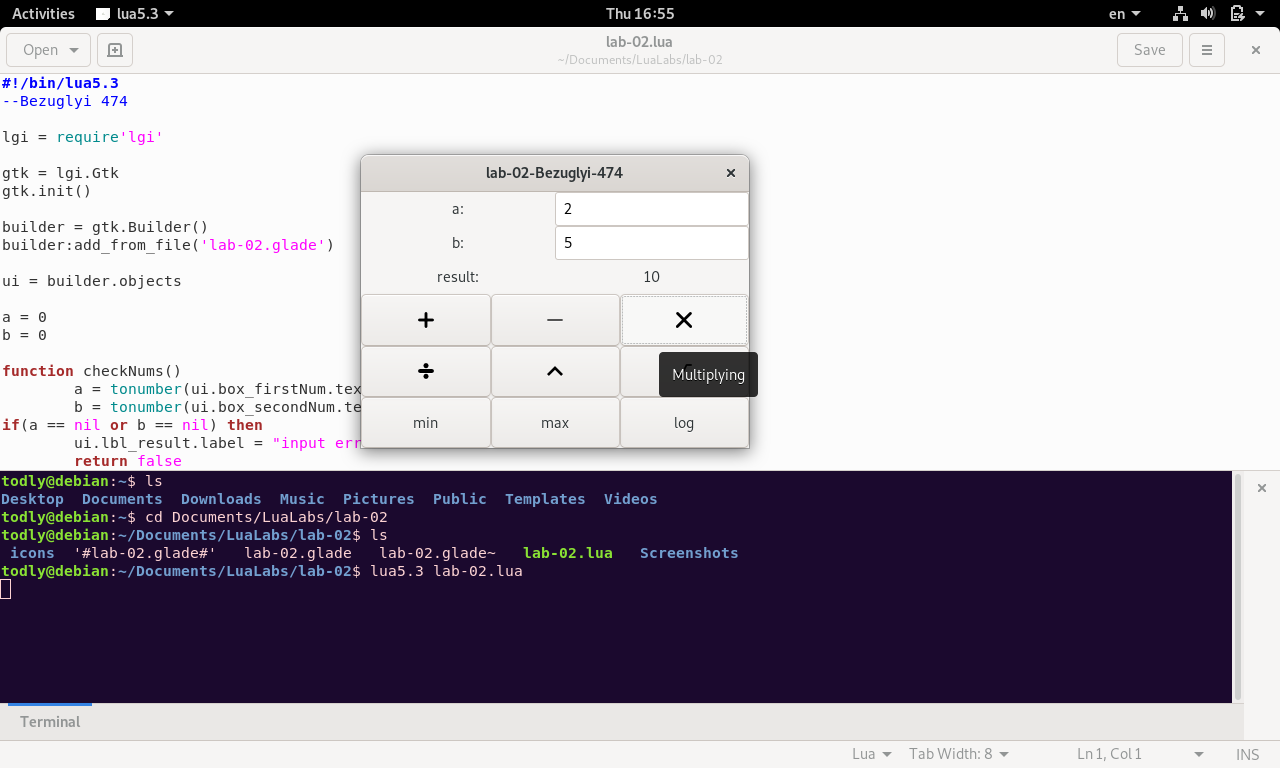 Activities lua5.3 Thu 16:55 en
Open lab-02.lua Save
~/Documents/LuaLabs/lab-02
#!/bin/lua5.3
--Bezuglyi 474
lgi = require'lgi'
gtk = lgi.Gtk
gtk.init()
builder = gtk.Builder()
builder:add_from_file('lab-02.glade')
ui = builder.objects
a = 0
b = 0
function checkNums()
a = tonumber(ui.box_firstNum.tex
b = tonumber(ui.box_secondNum.te
if(a == nil or b == nil) then
ui.lbl_result.label = "input err
return false
lab-02-Bezuglyi-474 ×
a: 2
b: 5
result: 10
+ − ×
÷ ^
Multiplying
min max log
todly@debian:~$ ls
Desktop Documents Downloads Music Pictures Public Templates Videos
todly@debian:~$ cd Documents/LuaLabs/lab-02
todly@debian:~/Documents/LuaLabs/lab-02$ ls
icons '#lab-02.glade#' lab-02.glade lab-02.glade~ lab-02.lua Screenshots
todly@debian:~/Documents/LuaLabs/lab-02$ lua5.3 lab-02.lua
Terminal
Lua Tab Width: 8 Ln 1, Col 1 INS